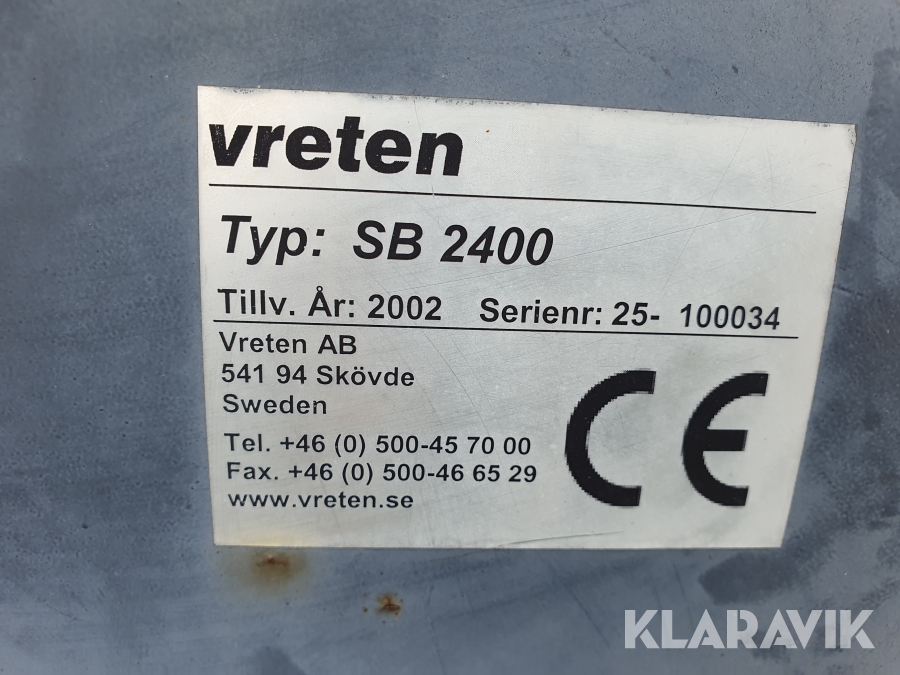 vreten
Typ: SB 2400
Tillv. År: 2002 Serienr: 25- 100034
Vreten AB
541 94 Skövde
Sweden
Tel. +46 (0) 500-45 70 00
Fax. +46 (0) 500-46 65 29
www.vreten.se
CE
KLARAVIK